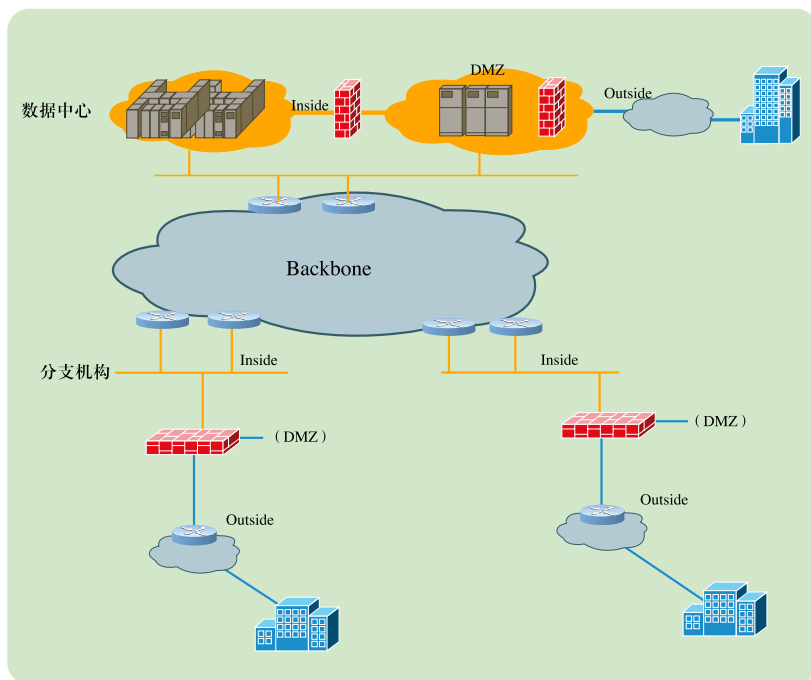 DMZ
Outside
Inside
数据中心
Backbone
Inside
Inside
分支机构
（DMZ）
（DMZ）
Outside
Outside